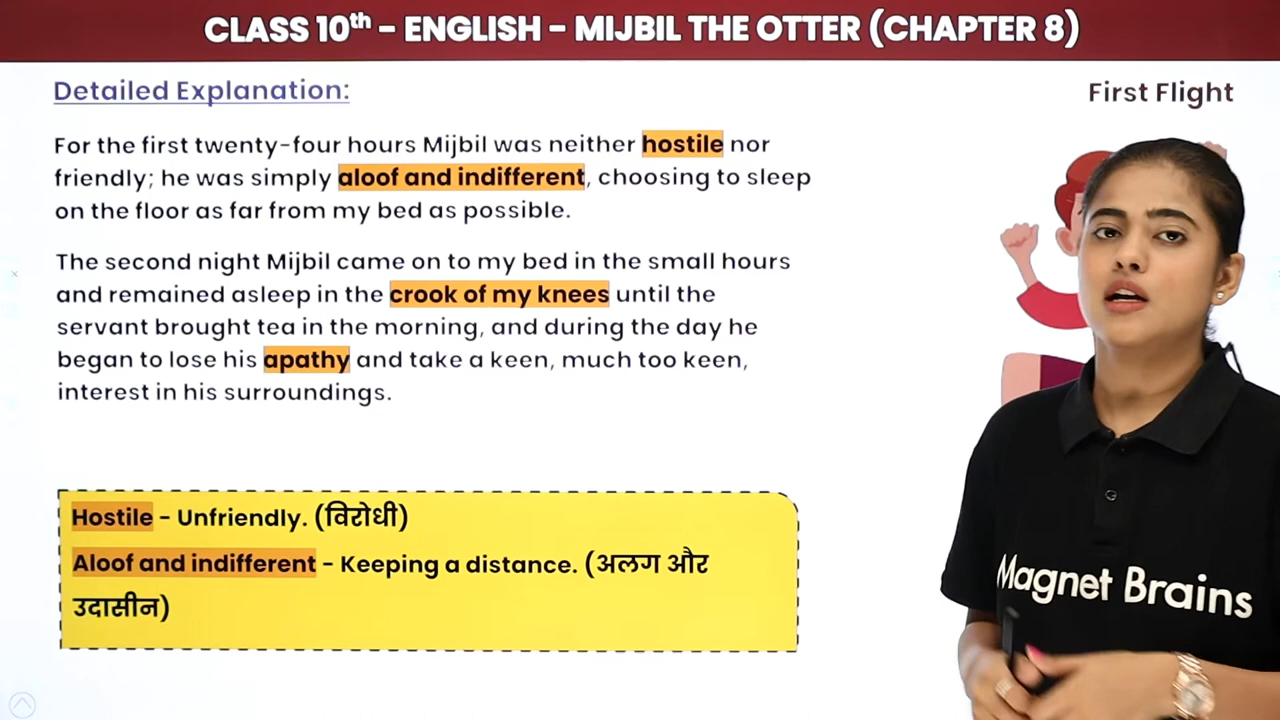 CLASS 10th - ENGLISH - MIJBIL THE OTTER (CHAPTER 8)
Detailed Explanation:
First Flight
For the first twenty-four hours Mijbil was neither hostile nor
friendly; he was simply aloof and indifferent, choosing to sleep
on the floor as far from my bed as possible.
The second night Mijbil came on to my bed in the small hours
and remained asleep in the crook of my knees until the
servant brought tea in the morning, and during the day he
began to lose his apathy and take a keen, much too keen,
interest in his surroundings.
Hostile - Unfriendly. (विरोधी)
Aloof and indifferent - Keeping a distance. (अलग और
उदासीन)
Magnet Brains